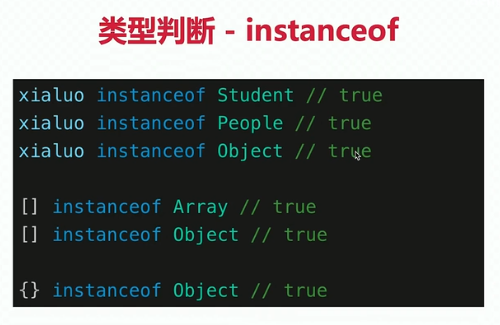 类型判断 - instanceof
xialuo instanceof Student // true
xialuo instanceof People // true
xialuo instanceof Object // true
[] instanceof Array // true
[] instanceof Object // true
{} instanceof Object // true